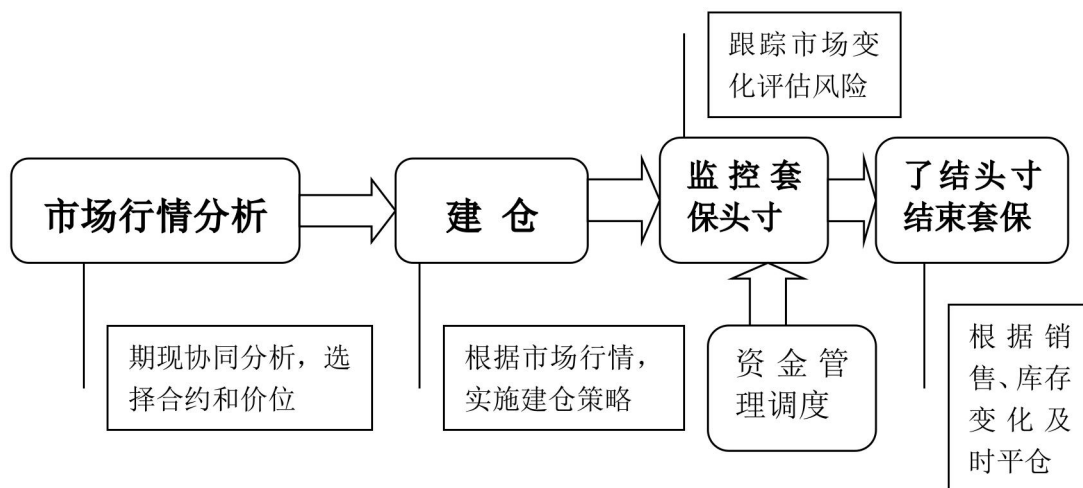 跟踪市场变
化评估风险
市场行情分析
建 仓
监控套
保头寸
了结头寸
结束套保
期现协同分析，选
择合约和价位
根据市场行情，
实施建仓策略
资金管
理调度
根据销
售、库存
变化及
时平仓